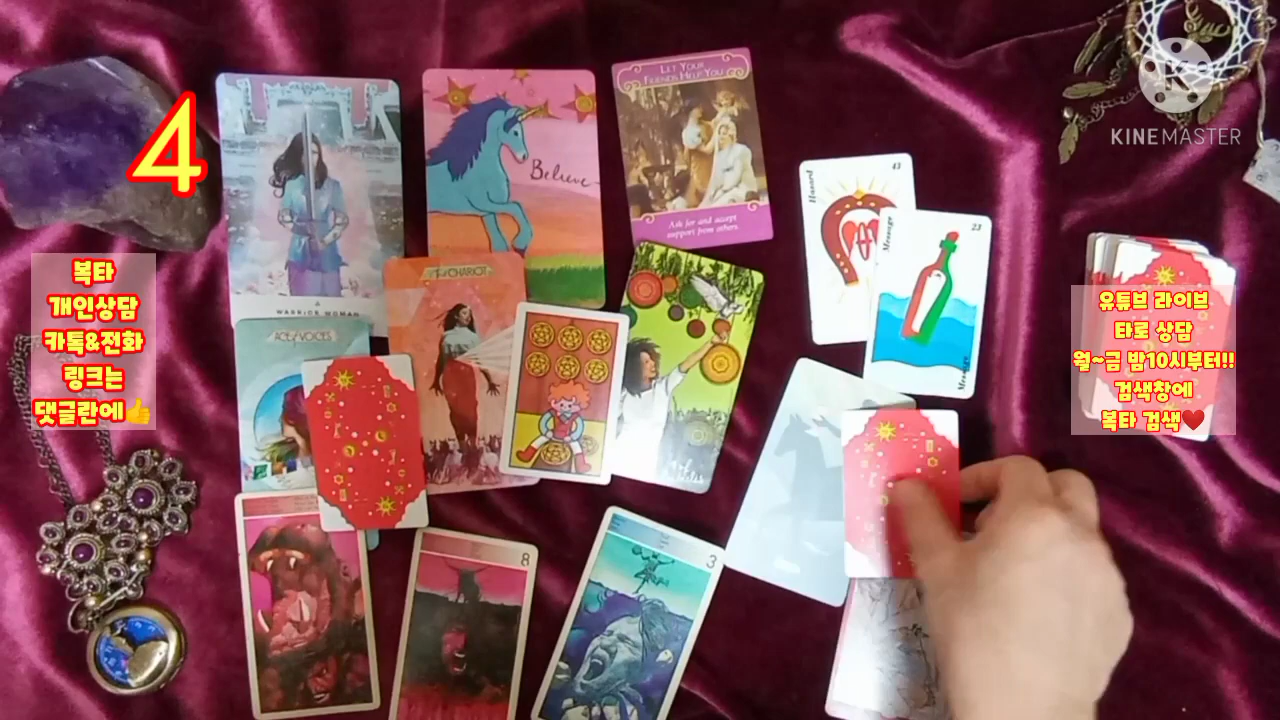 4
복타
개인상담
카톡&전화
링크는
댓글란에👍
WARRIOR WOMAN
Believe
LET YOUR
FRIENDS HELP YOU
Ask for and accept
support from others.
43
Hazard
23
Message
Message
KINEMASTER
유튜브 라이브
타로 상담
월~금 밤10시부터!!
검색창에
복타 검색♥
ACE of VOICES
The CHARIOT
8
3